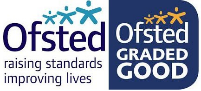 Ofsted
raising standards
improving lives
Ofsted
GRADED
GOOD